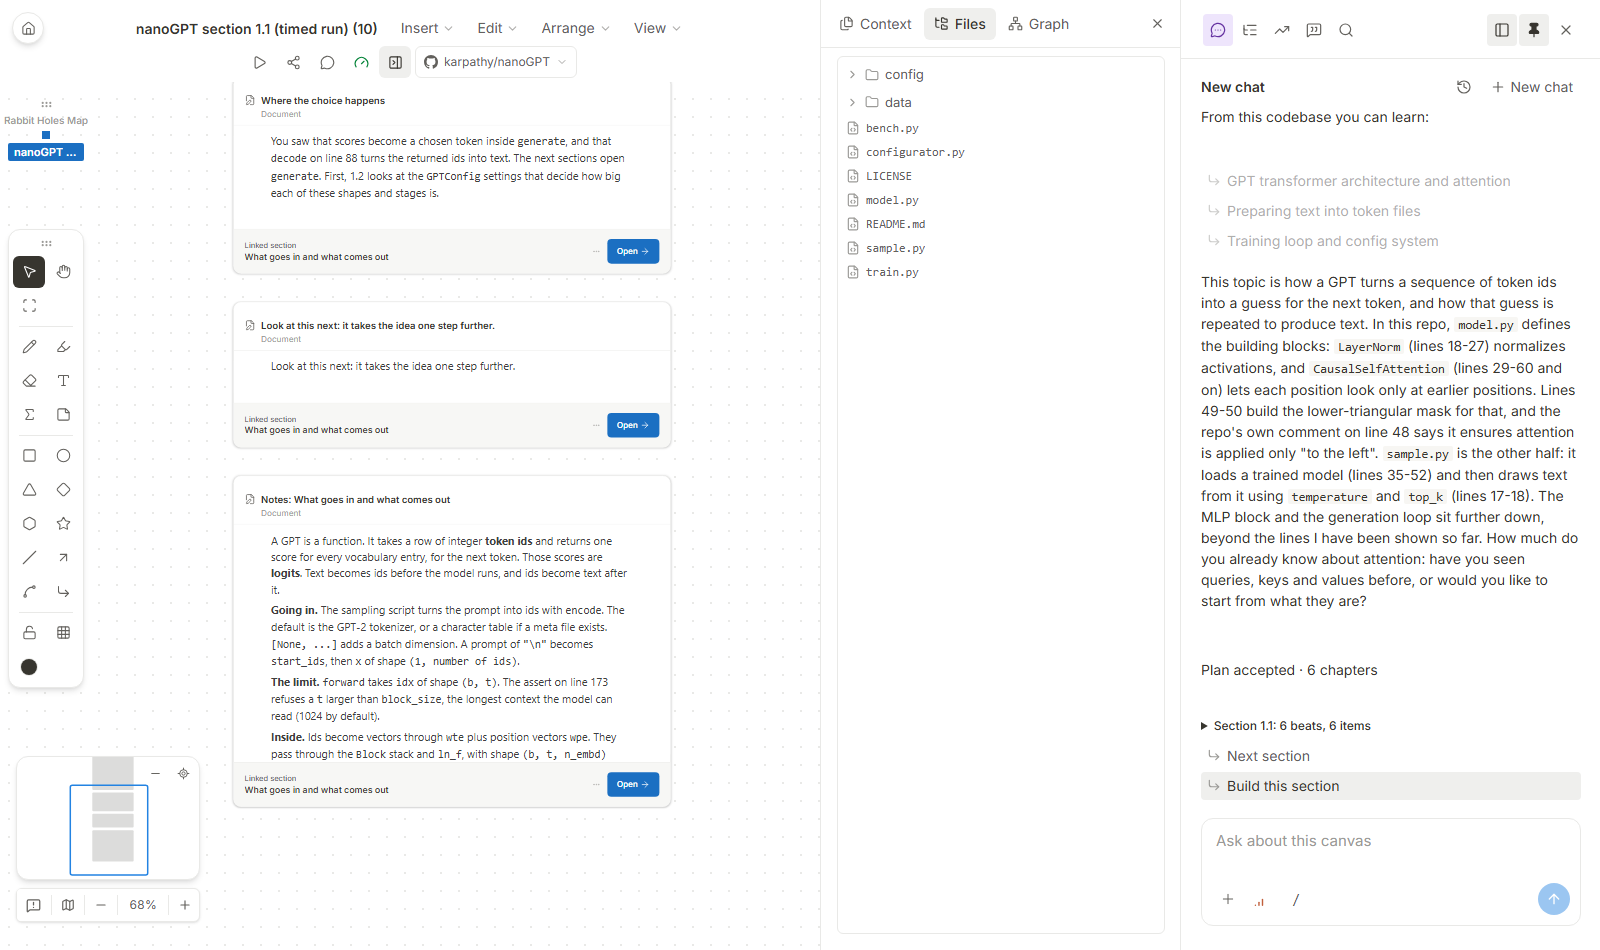 nanoGPT section 1.1 (timed run) (10)
Insert
Edit
Arrange
View
karpathy/nanoGPT
Rabbit Holes Map
nanoGPT ...
Where the choice happens
Document
You saw that scores become a chosen token inside generate, and that
decode on line 88 turns the returned ids into text. The next sections open
generate. First, 1.2 looks at the GPTConfig settings that decide how big
each of these shapes and stages is.
Linked section
What goes in and what comes out
Open →
Look at this next: it takes the idea one step further.
Document
Look at this next: it takes the idea one step further.
Linked section
What goes in and what comes out
Open →
Notes: What goes in and what comes out
Document
A GPT is a function. It takes a row of integer token ids and returns one
score for every vocabulary entry, for the next token. Those scores are
logits. Text becomes ids before the model runs, and ids become text after
it.
Going in. The sampling script turns the prompt into ids with encode. The
default is the GPT-2 tokenizer, or a character table if a meta file exists.
[None, ...] adds a batch dimension. A prompt of "\n" becomes
start_ids, then x of shape (1, number of ids).
The limit. forward takes idx of shape (b, t). The assert on line 173
refuses a t larger than block_size, the longest context the model can
read (1024 by default).
Inside. Ids become vectors through wte plus position vectors wpe. They
pass through the Block stack and ln_f, with shape (b, t, n_embd)
Linked section
What goes in and what comes out
Open →
68%
Context
Files
Graph
config
data
bench.py
configurator.py
LICENSE
model.py
README.md
sample.py
train.py
New chat
+ New chat
From this codebase you can learn:
GPT transformer architecture and attention
Preparing text into token files
Training loop and config system
This topic is how a GPT turns a sequence of token ids
into a guess for the next token, and how that guess is
repeated to produce text. In this repo, model.py defines
the building blocks: LayerNorm (lines 18-27) normalizes
activations, and CausalSelfAttention (lines 29-60 and
on) lets each position look only at earlier positions. Lines
49-50 build the lower-triangular mask for that, and the
repo's own comment on line 48 says it ensures attention
is applied only "to the left". sample.py is the other half: it
loads a trained model (lines 35-52) and then draws text
from it using temperature and top_k (lines 17-18). The
MLP block and the generation loop sit further down,
beyond the lines I have been shown so far. How much do
you already know about attention: have you seen
queries, keys and values before, or would you like to
start from what they are?
Plan accepted · 6 chapters
Section 1.1: 6 beats, 6 items
Next section
Build this section
Ask about this canvas